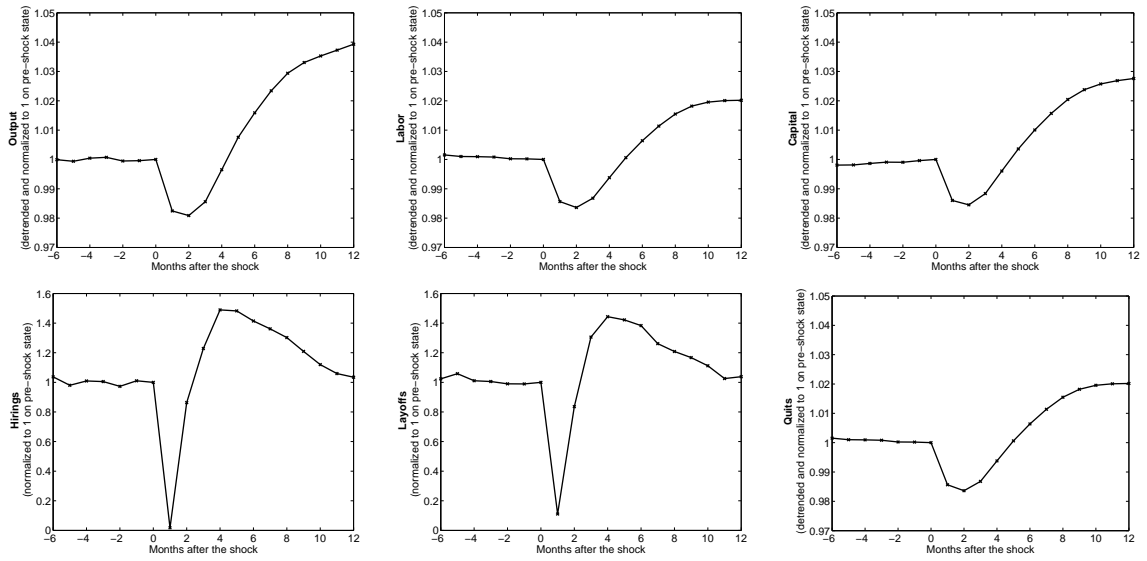 Output
(detrended and normalized to 1 on pre−shock state)
1.05
1.04
1.03
1.02
1.01
1
0.99
0.98
0.97
−6 −4 −2 0 2 4 6 8 10 12
Months after the shock
Labor
(detrended and normalized to 1 on pre−shock state)
1.05
1.04
1.03
1.02
1.01
1
0.99
0.98
0.97
−6 −4 −2 0 2 4 6 8 10 12
Months after the shock
Capital
(detrended and normalized to 1 on pre−shock state)
1.05
1.04
1.03
1.02
1.01
1
0.99
0.98
0.97
−6 −4 −2 0 2 4 6 8 10 12
Months after the shock
Hirings
(normalized to 1 on pre−shock state)
1.6
1.4
1.2
1
0.8
0.6
0.4
0.2
0
−6 −4 −2 0 2 4 6 8 10 12
Months after the shock
Layoffs
(normalized to 1 on pre−shock state)
1.6
1.4
1.2
1
0.8
0.6
0.4
0.2
0
−6 −4 −2 0 2 4 6 8 10 12
Months after the shock
Quits
(detrended and normalized to 1 on pre−shock state)
1.05
1.04
1.03
1.02
1.01
1
0.99
0.98
0.97
−6 −4 −2 0 2 4 6 8 10 12
Months after the shock